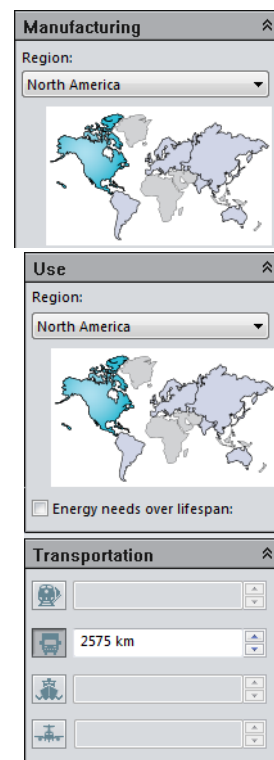 Manufacturing
Region:
North America
Use
Region:
North America
Energy needs over lifespan:
Transportation
2575 km